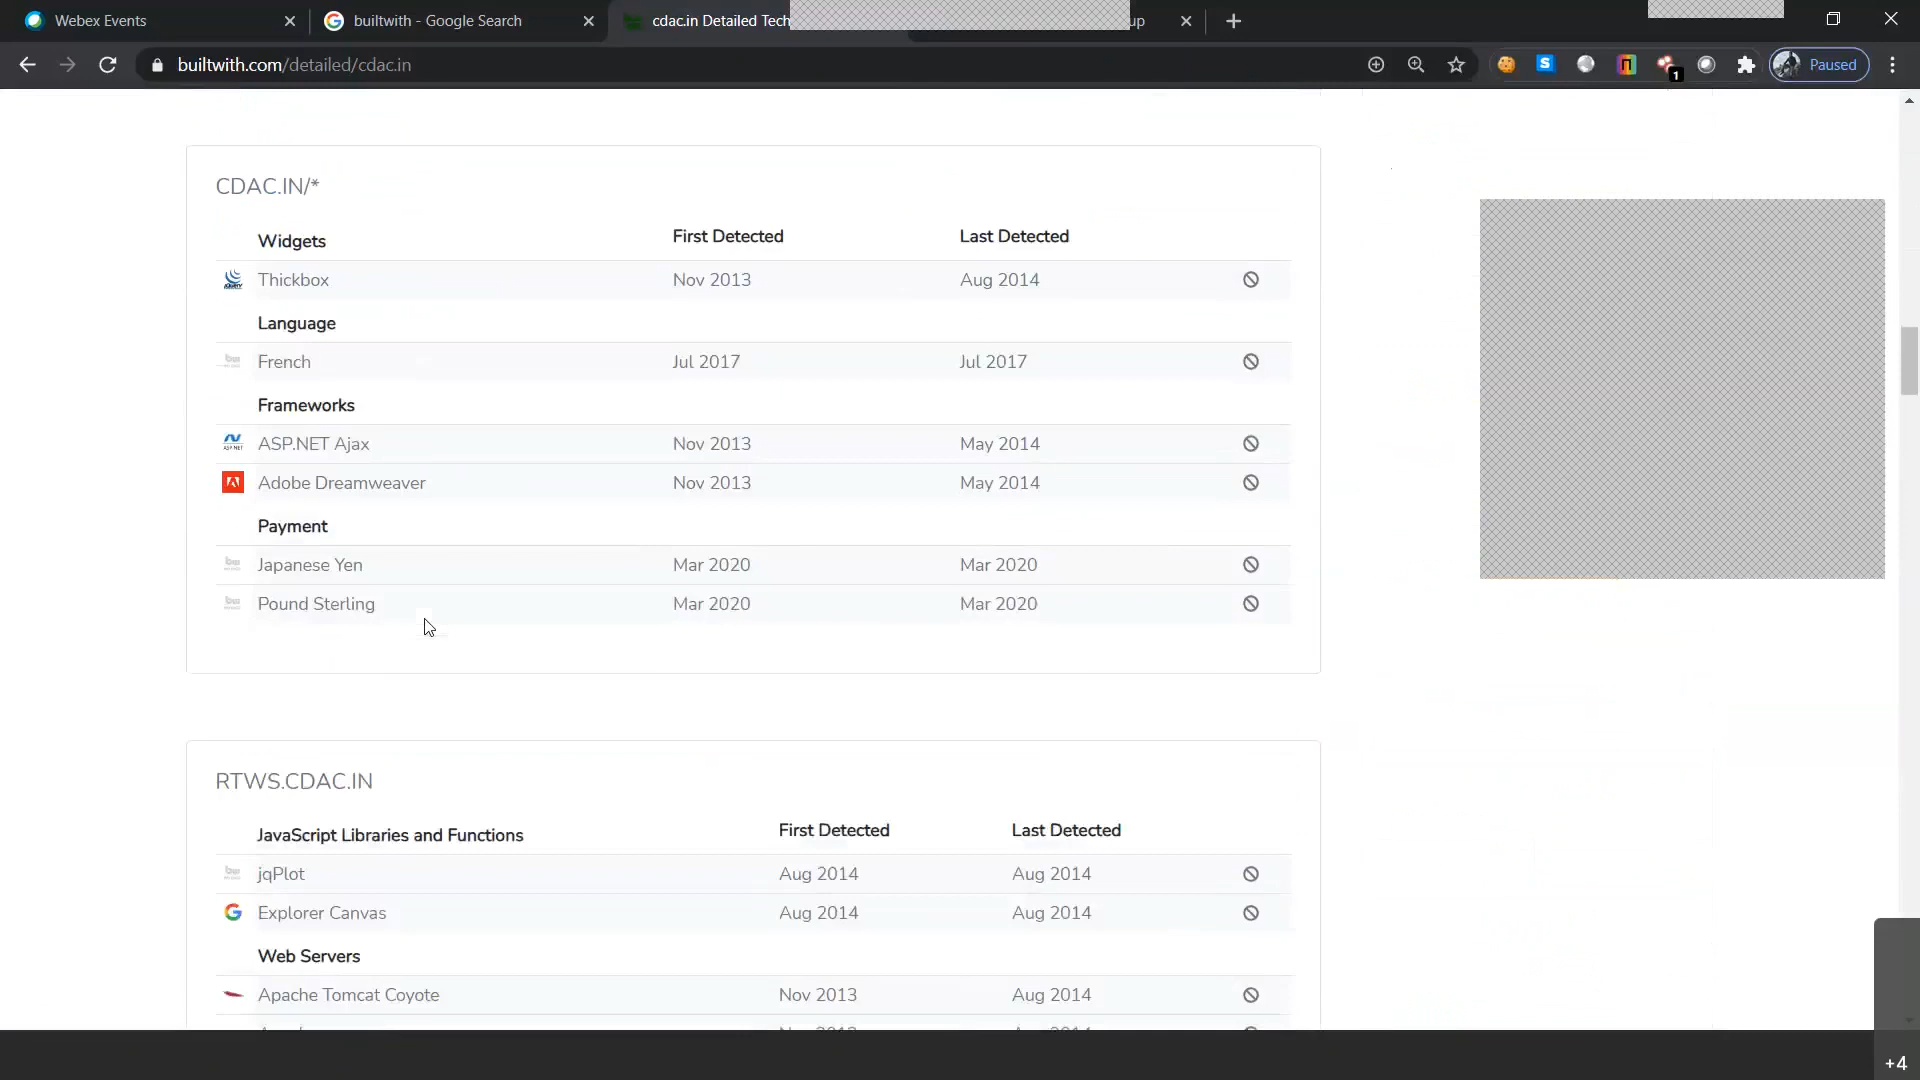 Webex Events
builtwith - Google Search
cdac.in Detailed Tech
up
builtwith.com/detailed/cdac.in
1
Paused
CDAC.IN/*
Widgets First Detected Last Detected
Thickbox Nov 2013 Aug 2014
Language
French Jul 2017 Jul 2017
Frameworks
ASP.NET Ajax Nov 2013 May 2014
Adobe Dreamweaver Nov 2013 May 2014
Payment
Japanese Yen Mar 2020 Mar 2020
Pound Sterling Mar 2020 Mar 2020
RTWS.CDAC.IN
JavaScript Libraries and Functions First Detected Last Detected
jqPlot Aug 2014 Aug 2014
Explorer Canvas Aug 2014 Aug 2014
Web Servers
Apache Tomcat Coyote Nov 2013 Aug 2014
+4